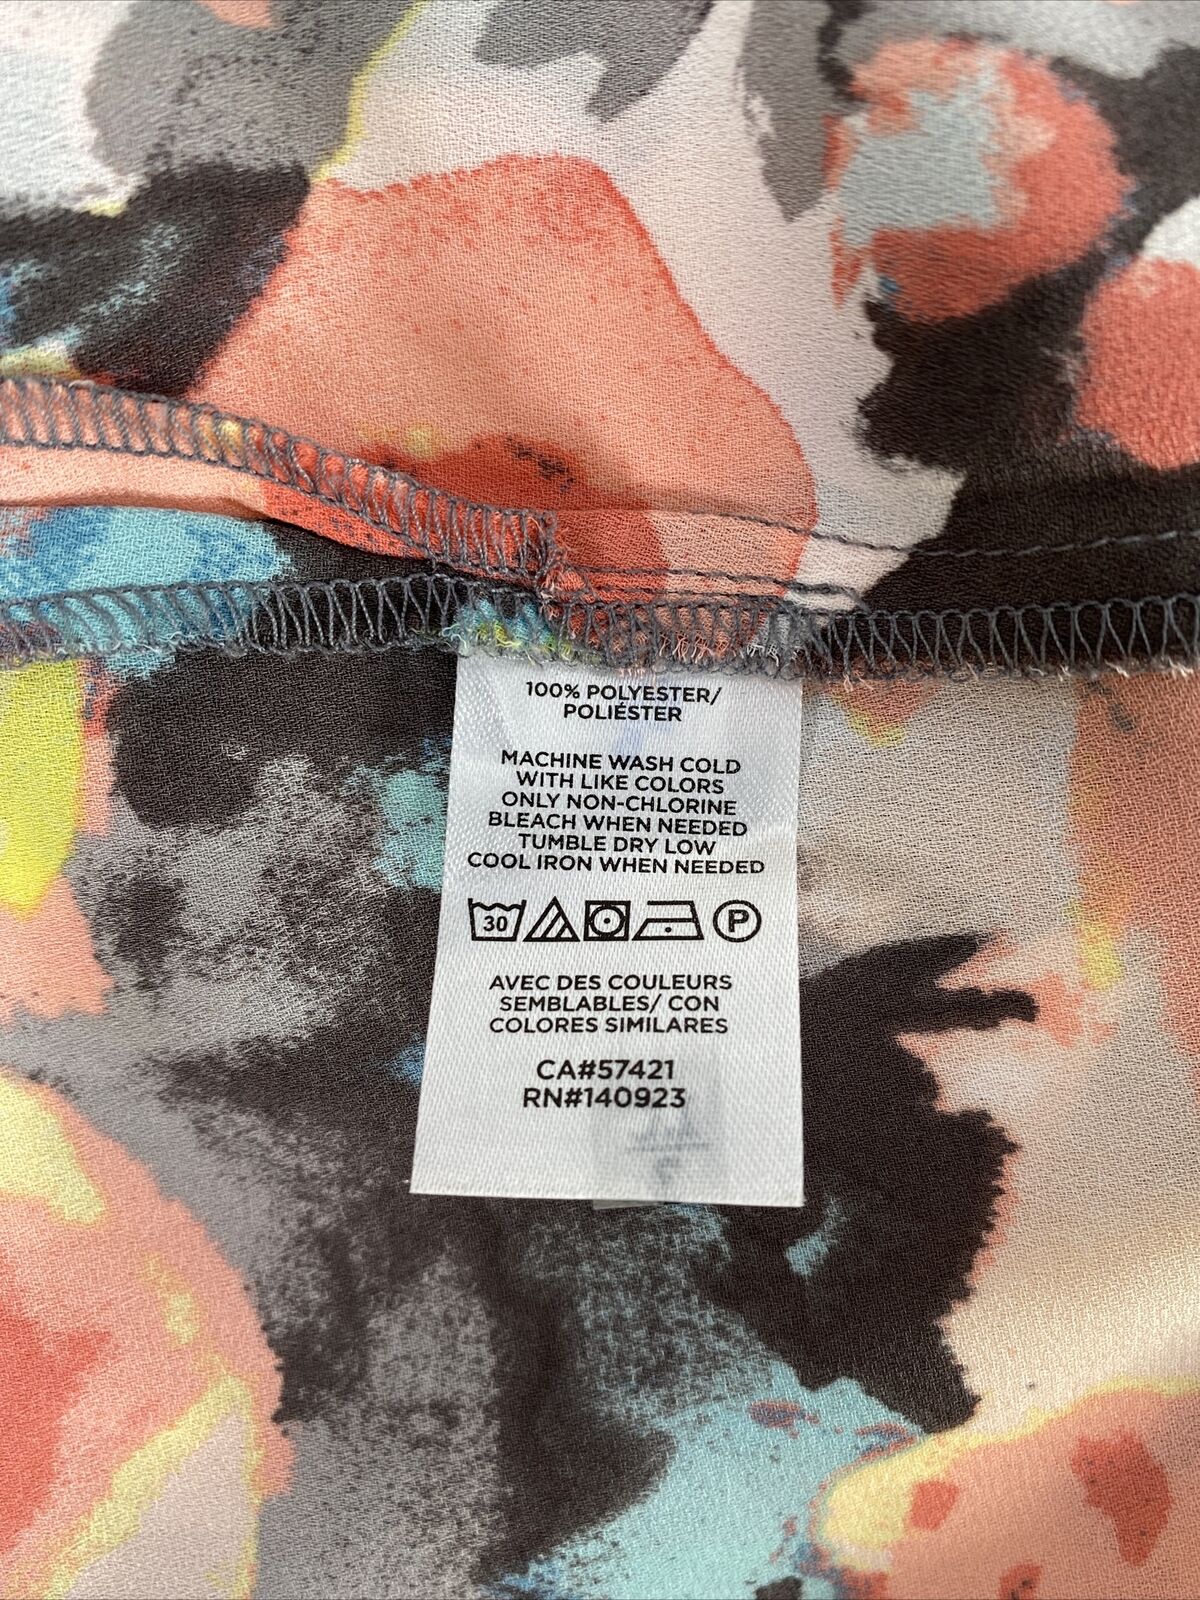 100% POLYESTER/
POLIÉSTER
MACHINE WASH COLD
WITH LIKE COLORS
ONLY NON-CHLORINE
BLEACH WHEN NEEDED
TUMBLE DRY LOW
COOL IRON WHEN NEEDED
30 P
AVEC DES COULEURS
SEMBLABLES/ CON
COLORES SIMILARES
CA#57421
RN#140923